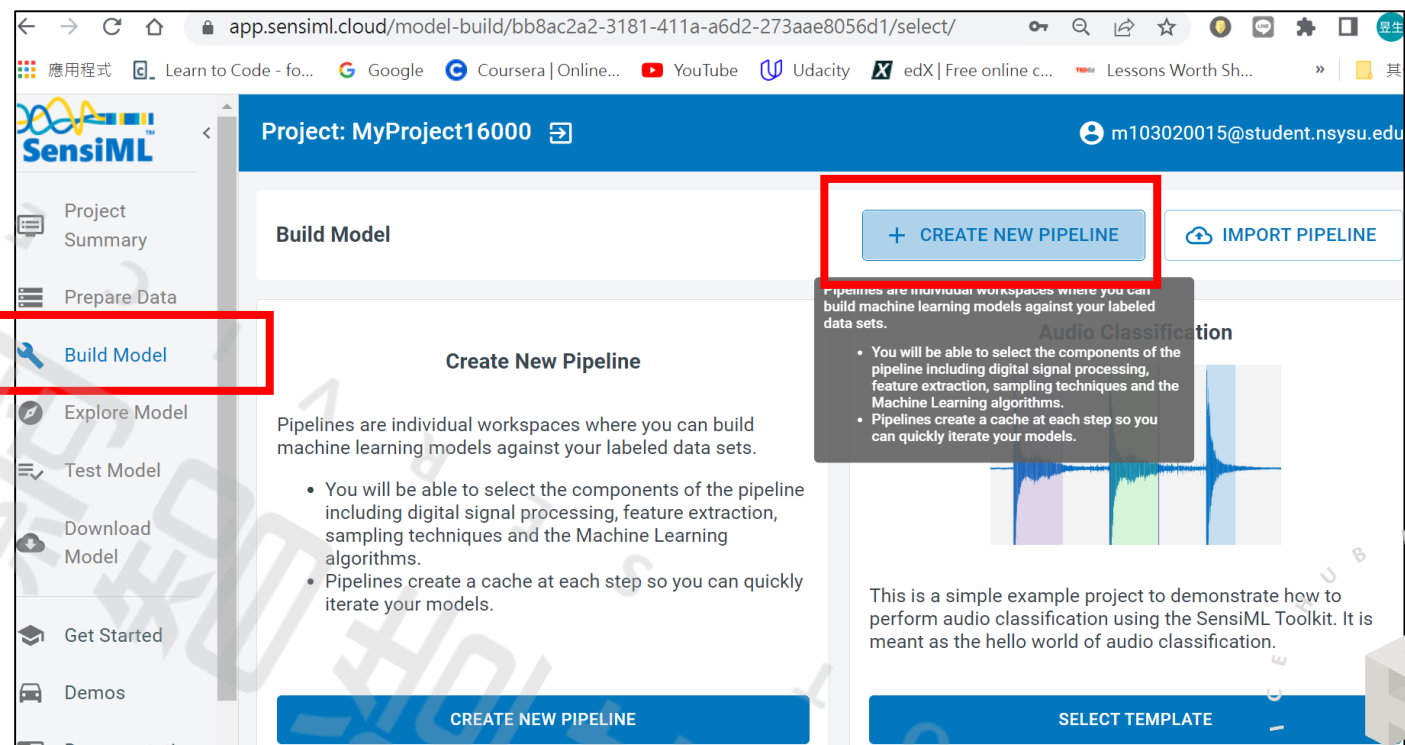 app.sensiml.cloud/model-build/bb8ac2a2-3181-411a-a6d2-273aae8056d1/select/
應用程式
Learn to Code - fo...
Google
Coursera | Online...
YouTube
Udacity
edX | Free online c...
Lessons Worth Sh...
»
其
SensiML
Project: MyProject16000
m103020015@student.nsysu.edu
Project
Summary
Prepare Data
Build Model
Explore Model
Test Model
Download
Model
Get Started
Demos
Build Model
+ CREATE NEW PIPELINE
IMPORT PIPELINE
Pipelines are individual workspaces where you can
build machine learning models against your labeled
data sets.
• You will be able to select the components of the
pipeline including digital signal processing,
feature extraction, sampling techniques and the
Machine Learning algorithms.
• Pipelines create a cache at each step so you
can quickly iterate your models.
Create New Pipeline
Pipelines are individual workspaces where you can build
machine learning models against your labeled data sets.
• You will be able to select the components of the pipeline
including digital signal processing, feature extraction,
sampling techniques and the Machine Learning
algorithms.
• Pipelines create a cache at each step so you can quickly
iterate your models.
CREATE NEW PIPELINE
Audio Classification
This is a simple example project to demonstrate how to
perform audio classification using the SensiML Toolkit. It is
meant as the hello world of audio classification.
SELECT TEMPLATE